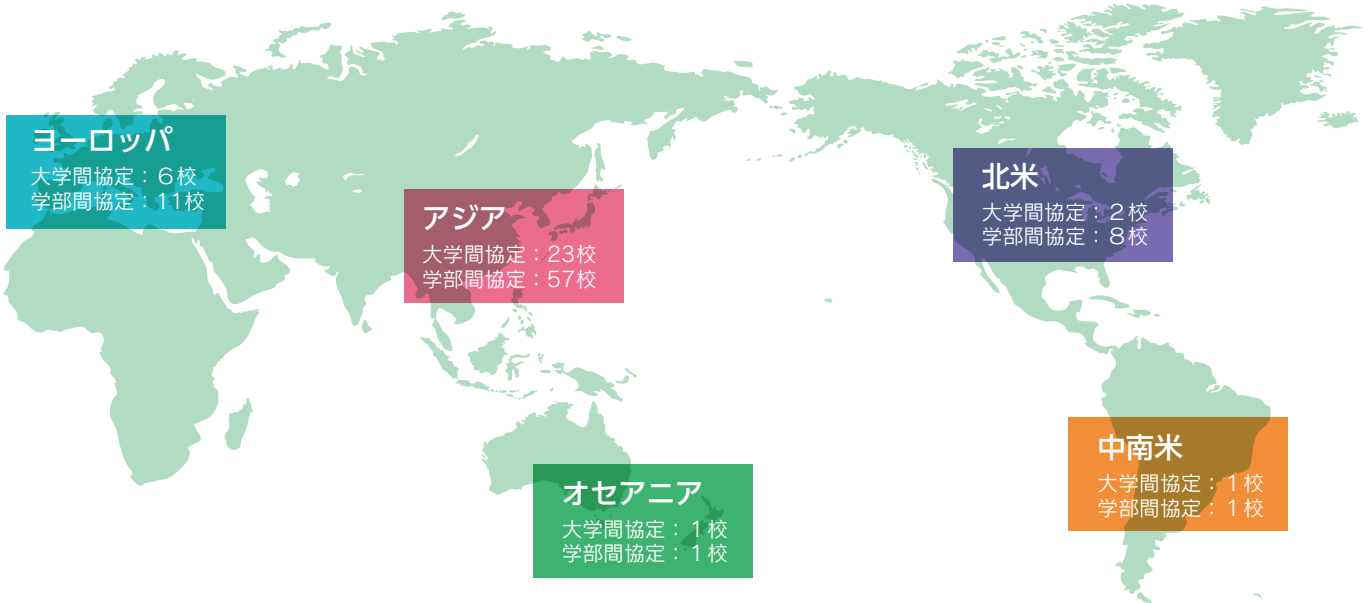 ヨーロッパ
大学間協定：6校
学部間協定：11校
アジア
大学間協定：23校
学部間協定：57校
北米
大学間協定：2校
学部間協定：8校
オセアニア
大学間協定：1校
学部間協定：1校
中南米
大学間協定：1校
学部間協定：1校